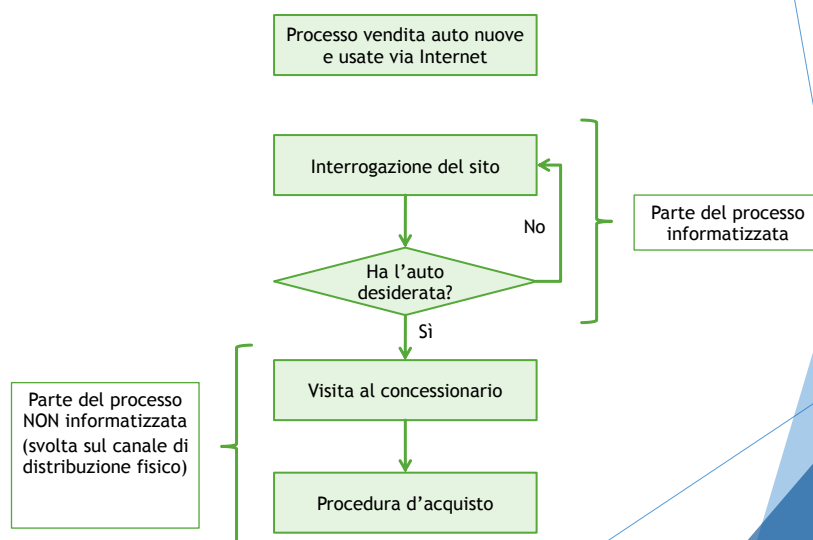 Processo vendita auto nuove
e usate via Internet
Interrogazione del sito
No
Parte del processo
informatizzata
Ha l'auto
desiderata?
Sì
Visita al concessionario
Parte del processo
NON informatizzata
(svolta sul canale di
distribuzione fisico)
Procedura d'acquisto